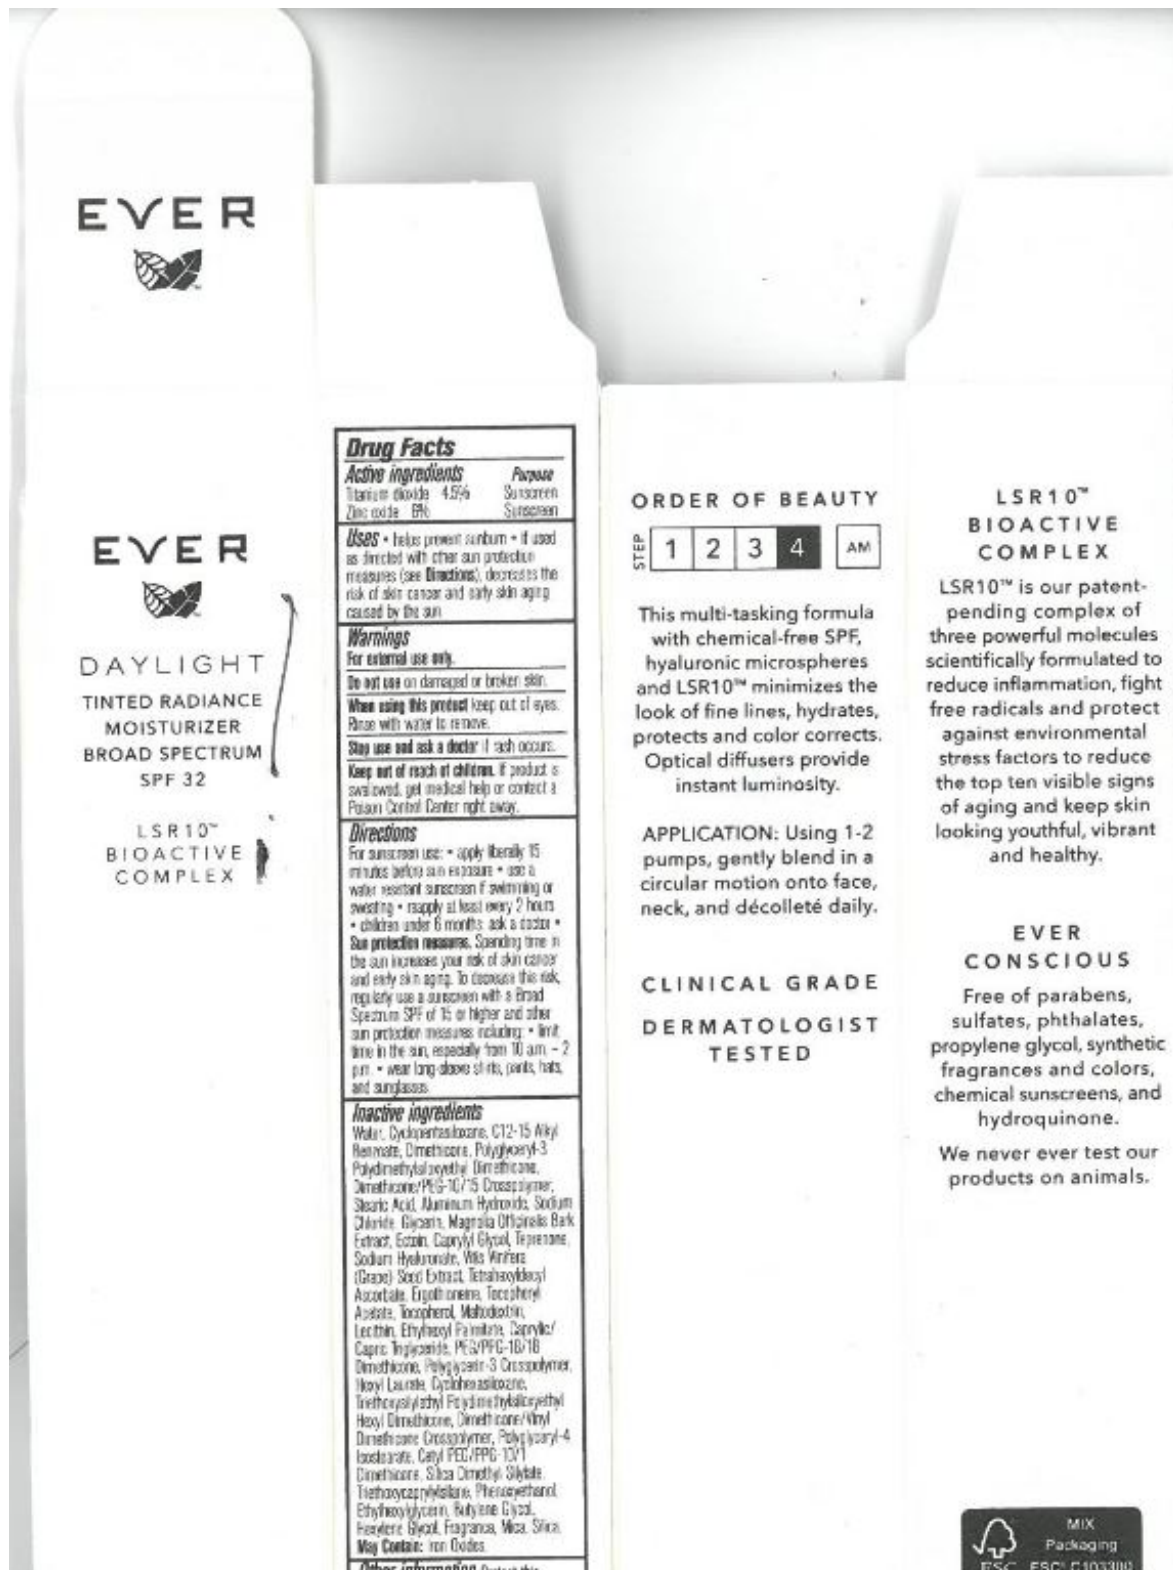 EVER
EVER
DAYLIGHT
TINTED RADIANCE
MOISTURIZER
BROAD SPECTRUM
SPF 32
LSR10™
BIOACTIVE
COMPLEX
Drug Facts
Active ingredients Purpose
Titanium dioxide 4.5% Sunscreen
Zinc oxide 6% Sunscreen
Uses • helps prevent sunburn • if used
as directed with other sun protection
measures (see Directions), decreases the
risk of skin cancer and early skin aging
caused by the sun
Warnings
For external use only.
Do not use on damaged or broken skin.
When using this product keep out of eyes.
Rinse with water to remove.
Stop use and ask a doctor if rash occurs.
Keep out of reach of children. If product is
swallowed, get medical help or contact a
Poison Control Center right away.
Directions
For sunscreen use: • apply liberally 15
minutes before sun exposure • use a
water resistant sunscreen if swimming or
sweating • reapply at least every 2 hours
• children under 6 months: ask a doctor •
Sun protection measures. Spending time in
the sun increases your risk of skin cancer
and early skin aging. To decrease this risk,
regularly use a sunscreen with a Broad
Spectrum SPF of 15 or higher and other
sun protection measures including: • limit
time in the sun, especially from 10 a.m. – 2
p.m. • wear long-sleeve shirts, pants, hats,
and sunglasses
Inactive ingredients
Water, Cyclopentasiloxane, C12-15 Alkyl
Benzoate, Dimethicone, Polyglyceryl-3
Polydimethylsiloxyethyl Dimethicone,
Dimethicone/PEG-10/15 Crosspolymer,
Stearic Acid, Aluminum Hydroxide, Sodium
Chloride, Glycerin, Magnolia Officinalis Bark
Extract, Ectoin, Caprylyl Glycol, Teprenone,
Sodium Hyaluronate, Vitis Vinifera
(Grape) Seed Extract, Tetrahexyldecyl
Ascorbate, Ergothioneine, Tocopheryl
Acetate, Tocopherol, Maltodextrin,
Lecithin, Ethylhexyl Palmitate, Caprylic/
Capric Triglyceride, PEG/PPG-18/18
Dimethicone, Polyglycerin-3 Crosspolymer,
Hexyl Laurate, Cyclohexasiloxane,
Triethoxysilylethyl Polydimethylsiloxyethyl
Hexyl Dimethicone, Dimethicone/Vinyl
Dimethicone Crosspolymer, Polyglyceryl-4
Isostearate, Cetyl PEG/PPG-10/1
Dimethicone, Silica Dimethyl Silylate,
Triethoxycaprylylsilane, Phenoxyethanol,
Ethylhexylglycerin, Butylene Glycol,
Hexylene Glycol, Fragrance, Mica, Silica.
May Contain: Iron Oxides.
Other information Protect this
ORDER OF BEAUTY
STEP 1 2 3 4 AM
This multi-tasking formula
with chemical-free SPF,
hyaluronic microspheres
and LSR10™ minimizes the
look of fine lines, hydrates,
protects and color corrects.
Optical diffusers provide
instant luminosity.
APPLICATION: Using 1-2
pumps, gently blend in a
circular motion onto face,
neck, and décolleté daily.
CLINICAL GRADE
DERMATOLOGIST
TESTED
LSR10™
BIOACTIVE
COMPLEX
LSR10™ is our patent-
pending complex of
three powerful molecules
scientifically formulated to
reduce inflammation, fight
free radicals and protect
against environmental
stress factors to reduce
the top ten visible signs
of aging and keep skin
looking youthful, vibrant
and healthy.
EVER
CONSCIOUS
Free of parabens,
sulfates, phthalates,
propylene glycol, synthetic
fragrances and colors,
chemical sunscreens, and
hydroquinone.
We never ever test our
products on animals.
MIX
Packaging
FSC